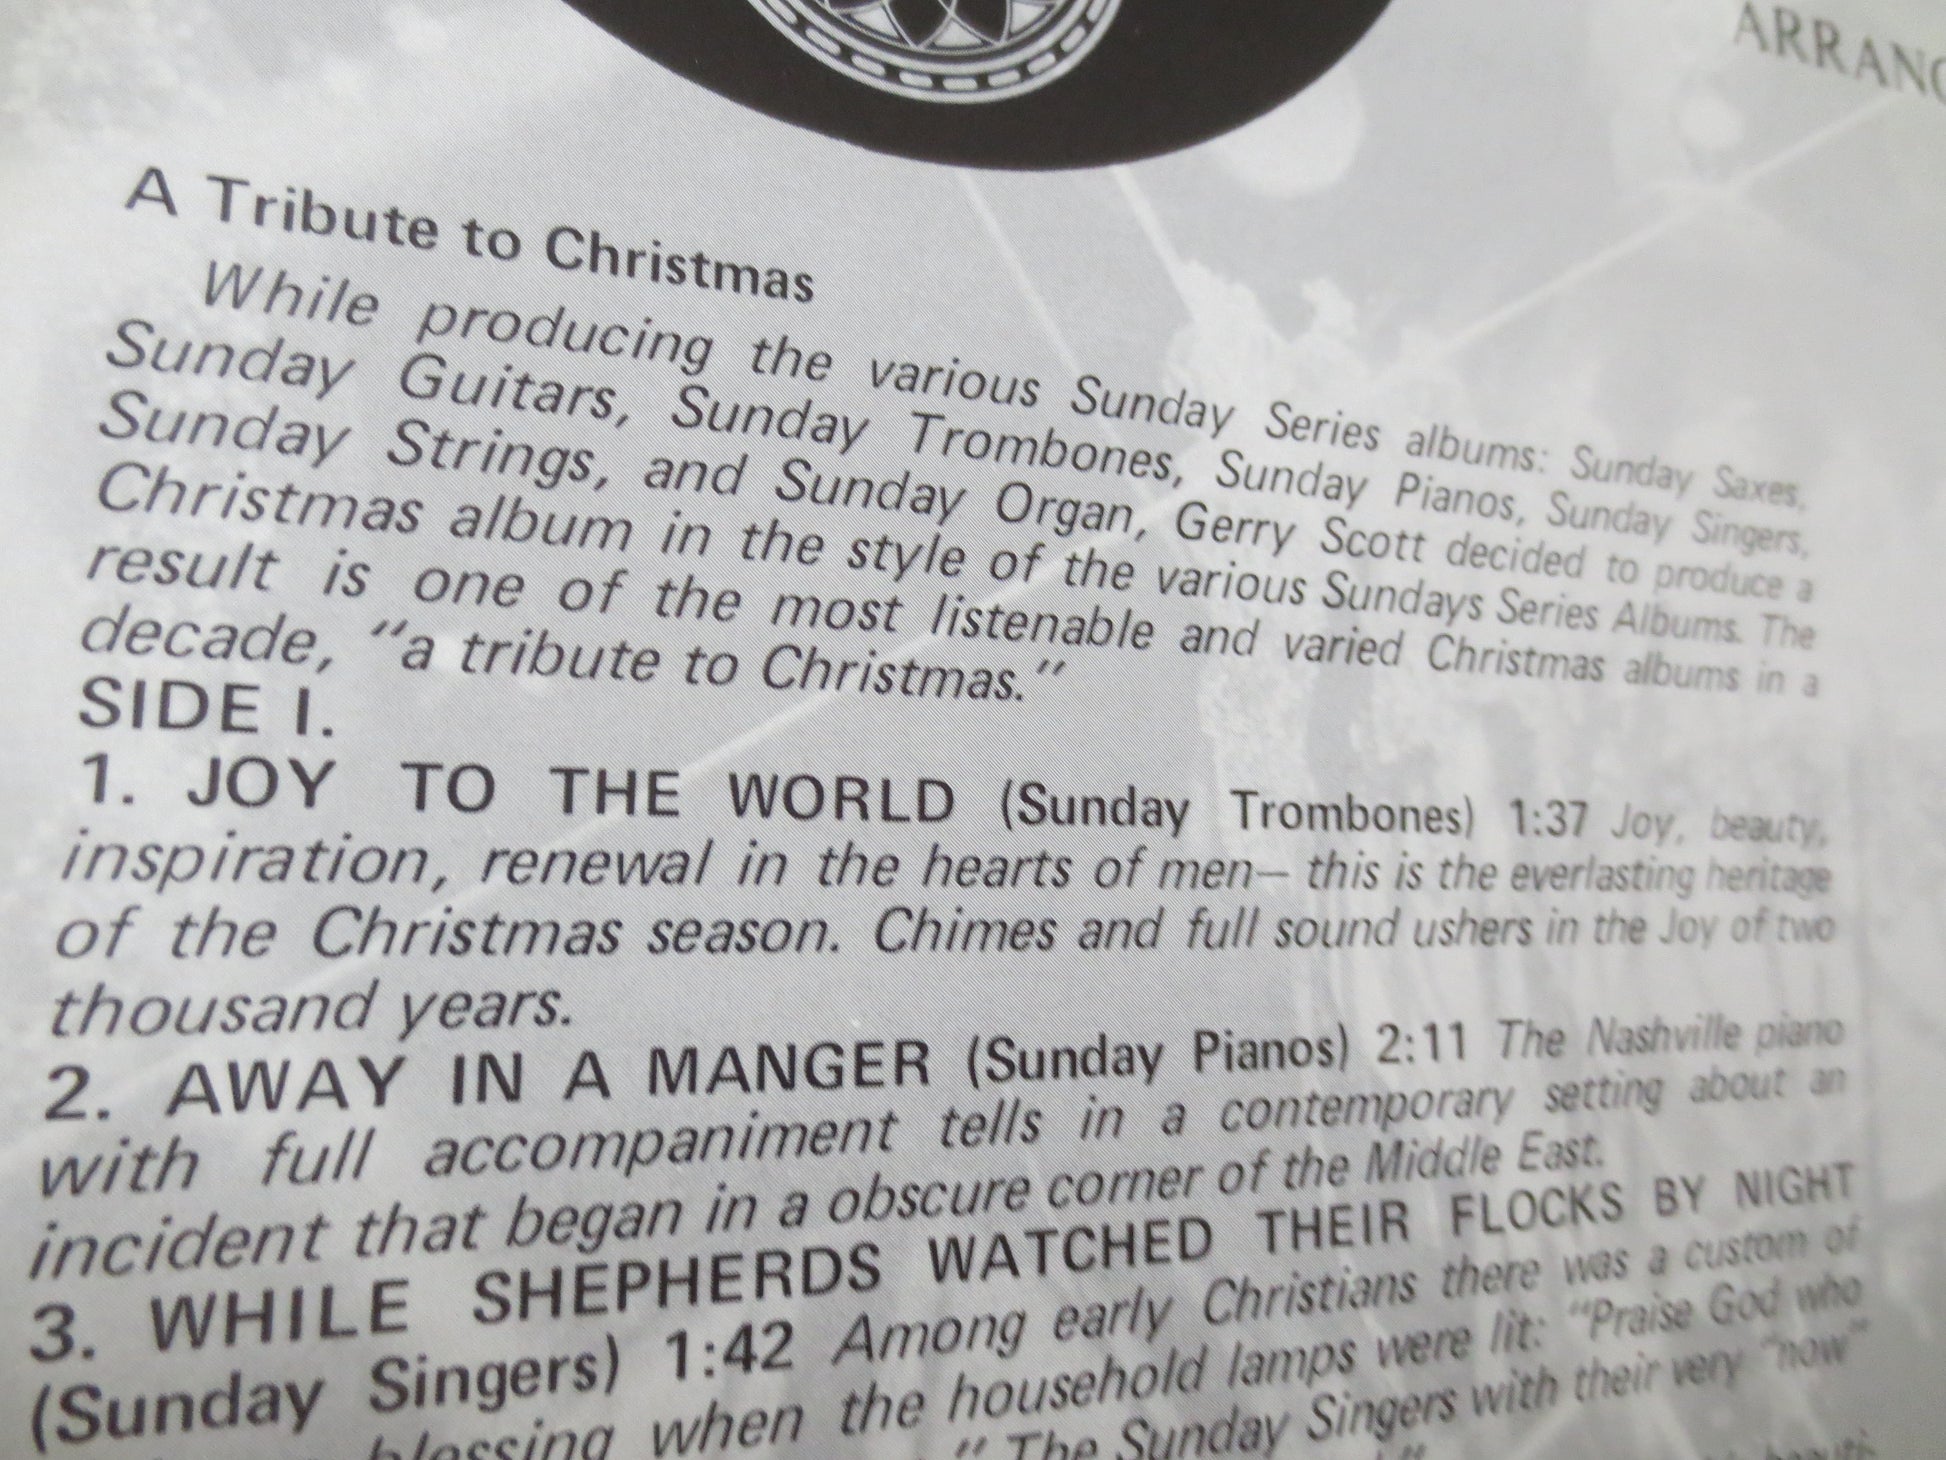 ARRANG
A Tribute to Christmas
While producing the various Sunday Series albums: Sunday Saxes,
Sunday Guitars, Sunday Trombones, Sunday Pianos, Sunday Singers,
Sunday Strings, and Sunday Organ, Gerry Scott decided to produce a
Christmas album in the style of the various Sundays Series Albums. The
result is one of the most listenable and varied Christmas albums in a
decade, "a tribute to Christmas."
SIDE I.
1. JOY TO THE WORLD (Sunday Trombones) 1:37 Joy, beauty,
inspiration, renewal in the hearts of men— this is the everlasting heritage
of the Christmas season. Chimes and full sound ushers in the Joy of two
thousand years.
2. AWAY IN A MANGER (Sunday Pianos) 2:11 The Nashville piano
with full accompaniment tells in a contemporary setting about an
incident that began in a obscure corner of the Middle East.
3. WHILE SHEPHERDS WATCHED THEIR FLOCKS BY NIGHT
(Sunday Singers) 1:42 Among early Christians there was a custom of
blessing when the household lamps were lit: "Praise God who
" The Sunday Singers with their very "now"